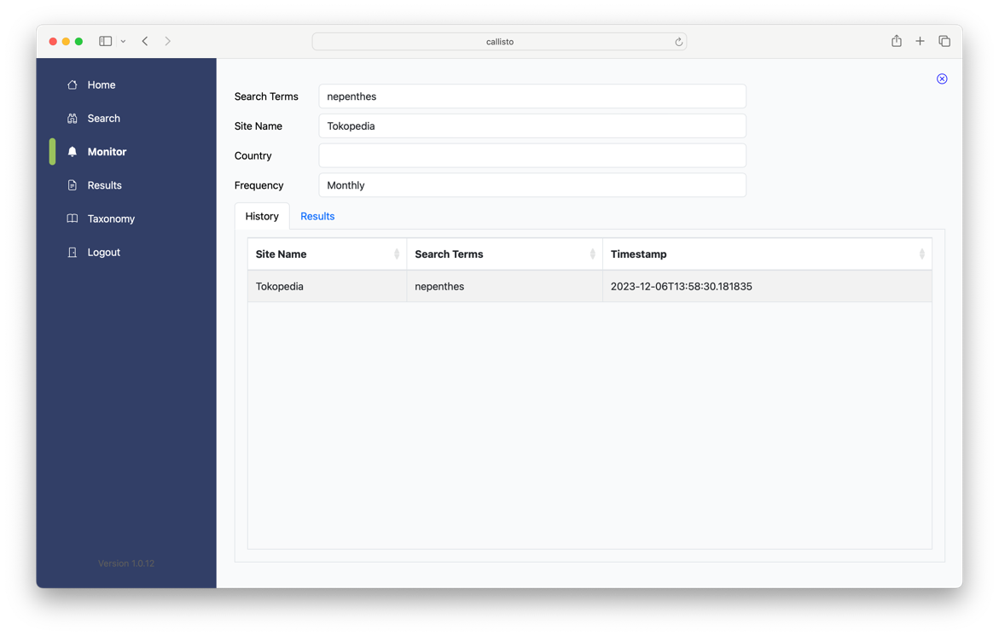 callisto
Home
Search
Monitor
Results
Taxonomy
Logout
Version 1.0.12
Search Terms nepenthes
Site Name Tokopedia
Country
Frequency Monthly
History Results
Site Name Search Terms Timestamp
Tokopedia nepenthes 2023-12-06T13:58:30.181835